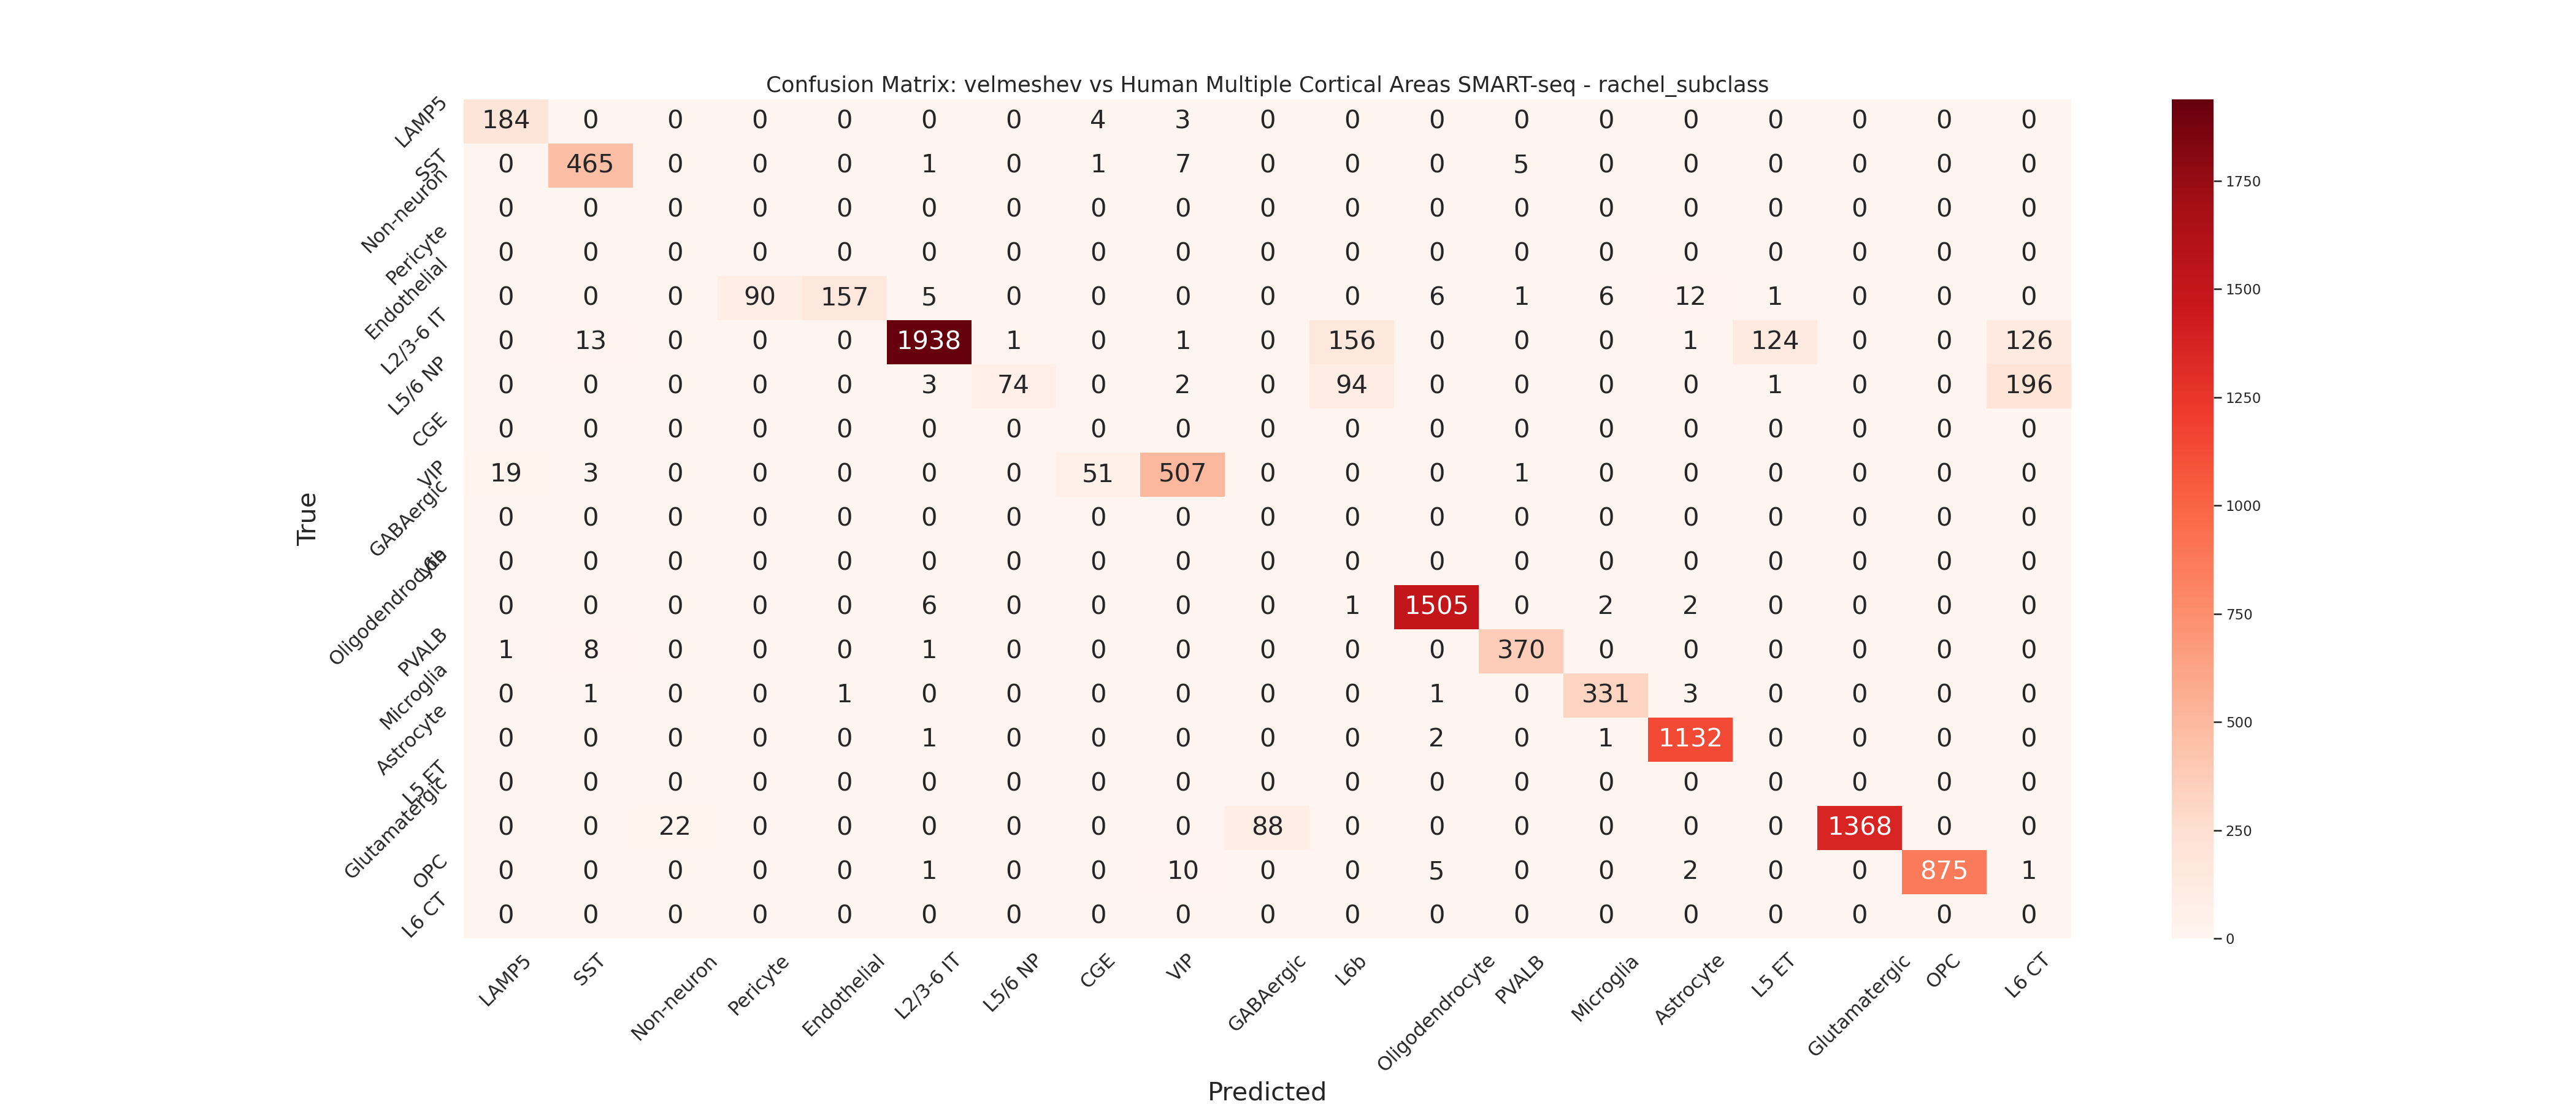 Confusion Matrix: velmeshev vs Human Multiple Cortical Areas SMART-seq - rachel_subclass
LAMP5 184 0 0 0 0 0 0 4 3 0 0 0 0 0 0 0 0 0 0
SST 0 465 0 0 0 1 0 1 7 0 0 0 5 0 0 0 0 0 0
Non-neuron 0 0 0 0 0 0 0 0 0 0 0 0 0 0 0 0 0 0 0
Pericyte 0 0 0 0 0 0 0 0 0 0 0 0 0 0 0 0 0 0 0
Endothelial 0 0 0 90 157 5 0 0 0 0 0 6 1 6 12 1 0 0 0
L2/3-6 IT 0 13 0 0 0 1938 1 0 1 0 156 0 0 0 1 124 0 0 126
L5/6 NP 0 0 0 0 0 3 74 0 2 0 94 0 0 0 0 1 0 0 196
CGE 0 0 0 0 0 0 0 0 0 0 0 0 0 0 0 0 0 0 0
VIP 19 3 0 0 0 0 0 51 507 0 0 0 1 0 0 0 0 0 0
GABAergic 0 0 0 0 0 0 0 0 0 0 0 0 0 0 0 0 0 0 0
L6b 0 0 0 0 0 0 0 0 0 0 0 0 0 0 0 0 0 0 0
Oligodendrocyte 0 0 0 0 0 6 0 0 0 0 1 1505 0 2 2 0 0 0 0
PVALB 1 8 0 0 0 1 0 0 0 0 0 0 370 0 0 0 0 0 0
Microglia 0 1 0 0 1 0 0 0 0 0 0 1 0 331 3 0 0 0 0
Astrocyte 0 0 0 0 0 1 0 0 0 0 0 2 0 1 1132 0 0 0 0
L5 ET 0 0 0 0 0 0 0 0 0 0 0 0 0 0 0 0 0 0 0
Glutamatergic 0 0 22 0 0 0 0 0 0 88 0 0 0 0 0 0 1368 0 0
OPC 0 0 0 0 0 1 0 0 10 0 0 5 0 0 2 0 0 875 1
L6 CT 0 0 0 0 0 0 0 0 0 0 0 0 0 0 0 0 0 0 0
LAMP5 SST Non-neuron Pericyte Endothelial L2/3-6 IT L5/6 NP CGE VIP GABAergic L6b Oligodendrocyte PVALB Microglia Astrocyte L5 ET Glutamatergic OPC L6 CT
Predicted
True
1750
1500
1250
1000
750
500
250
0